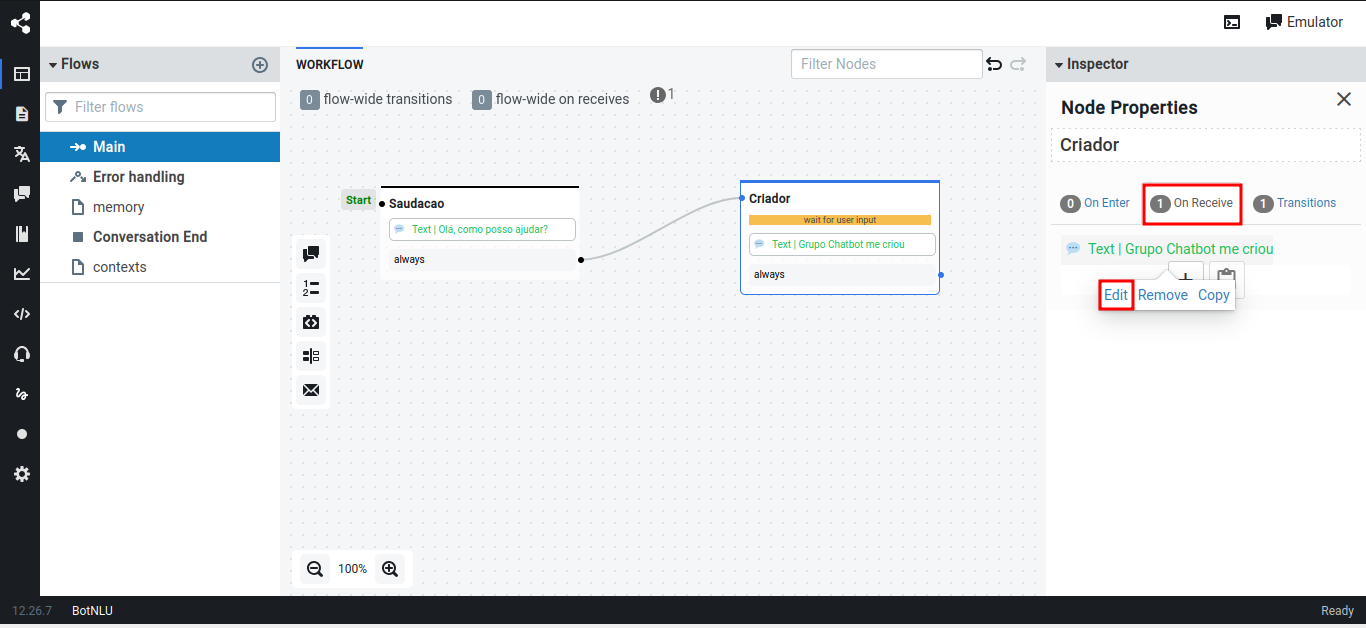 Emulator
Flows
Filter flows
Main
Error handling
memory
Conversation End
contexts
WORKFLOW
Filter Nodes
0 flow-wide transitions 0 flow-wide on receives 1
Start
Saudacao
Text | Olá, como posso ajudar?
always
Criador
wait for user input
Text | Grupo Chatbot me criou
always
100%
Inspector
Node Properties
Criador
0 On Enter 1 On Receive 1 Transitions
Text | Grupo Chatbot me criou
Edit Remove Copy
12.26.7 BotNLU Ready